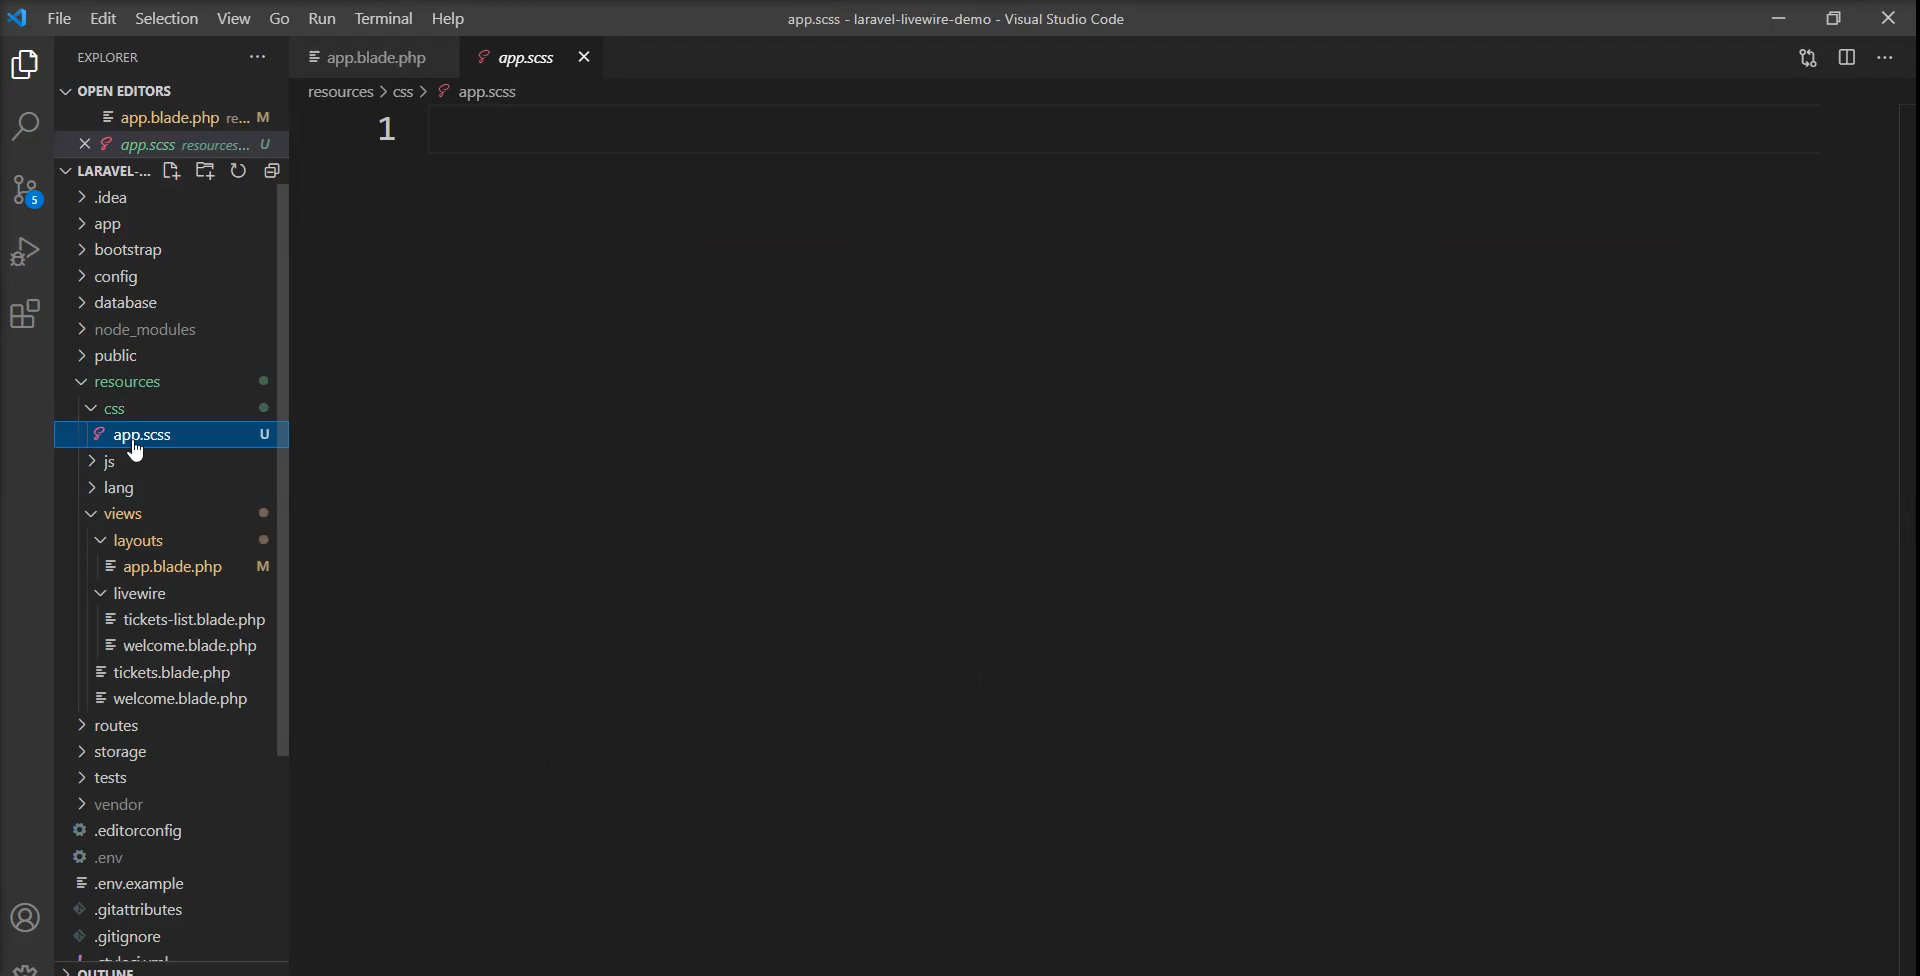 File Edit Selection View Go Run Terminal Help
app.scss - laravel-livewire-demo - Visual Studio Code
EXPLORER
OPEN EDITORS
app.blade.php re... M
app.scss resources... U
LARAVEL-...
.idea
app
bootstrap
config
database
node_modules
public
resources
css
app.scss U
js
lang
views
layouts
app.blade.php M
livewire
tickets-list.blade.php
welcome.blade.php
tickets.blade.php
welcome.blade.php
routes
storage
tests
vendor
.editorconfig
.env
.env.example
.gitattributes
.gitignore
OUTLINE
5
app.blade.php
app.scss
resources > css > app.scss
1